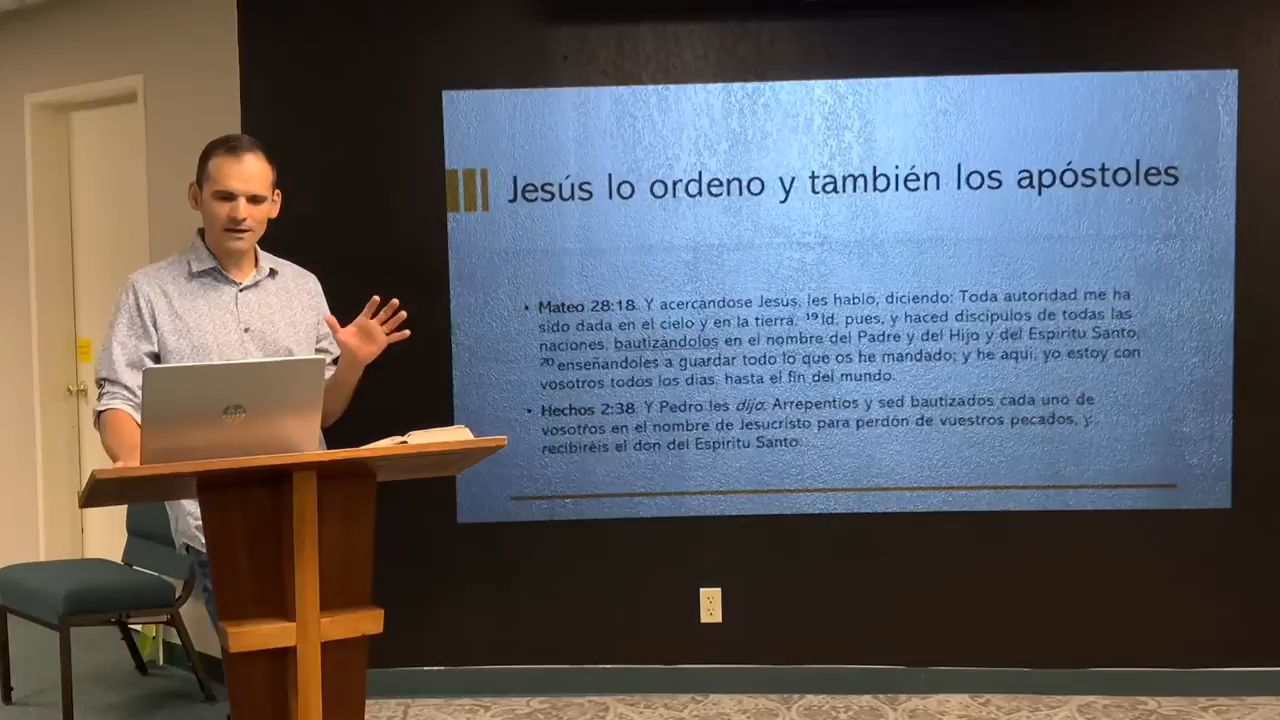 Jesús lo ordeno y también los apóstoles
• Mateo 28:18. Y acercándose Jesús, les habló, diciendo: Toda autoridad me ha
sido dada en el cielo y en la tierra. 19 Id, pues, y haced discípulos de todas las
naciones, bautizándolos en el nombre del Padre y del Hijo y del Espíritu Santo,
20 enseñándoles a guardar todo lo que os he mandado; y he aquí, yo estoy con
vosotros todos los días, hasta el fin del mundo.
• Hechos 2:38. Y Pedro les dijo: Arrepentíos y sed bautizados cada uno de
vosotros en el nombre de Jesucristo para perdón de vuestros pecados, y
recibiréis el don del Espíritu Santo.
hp